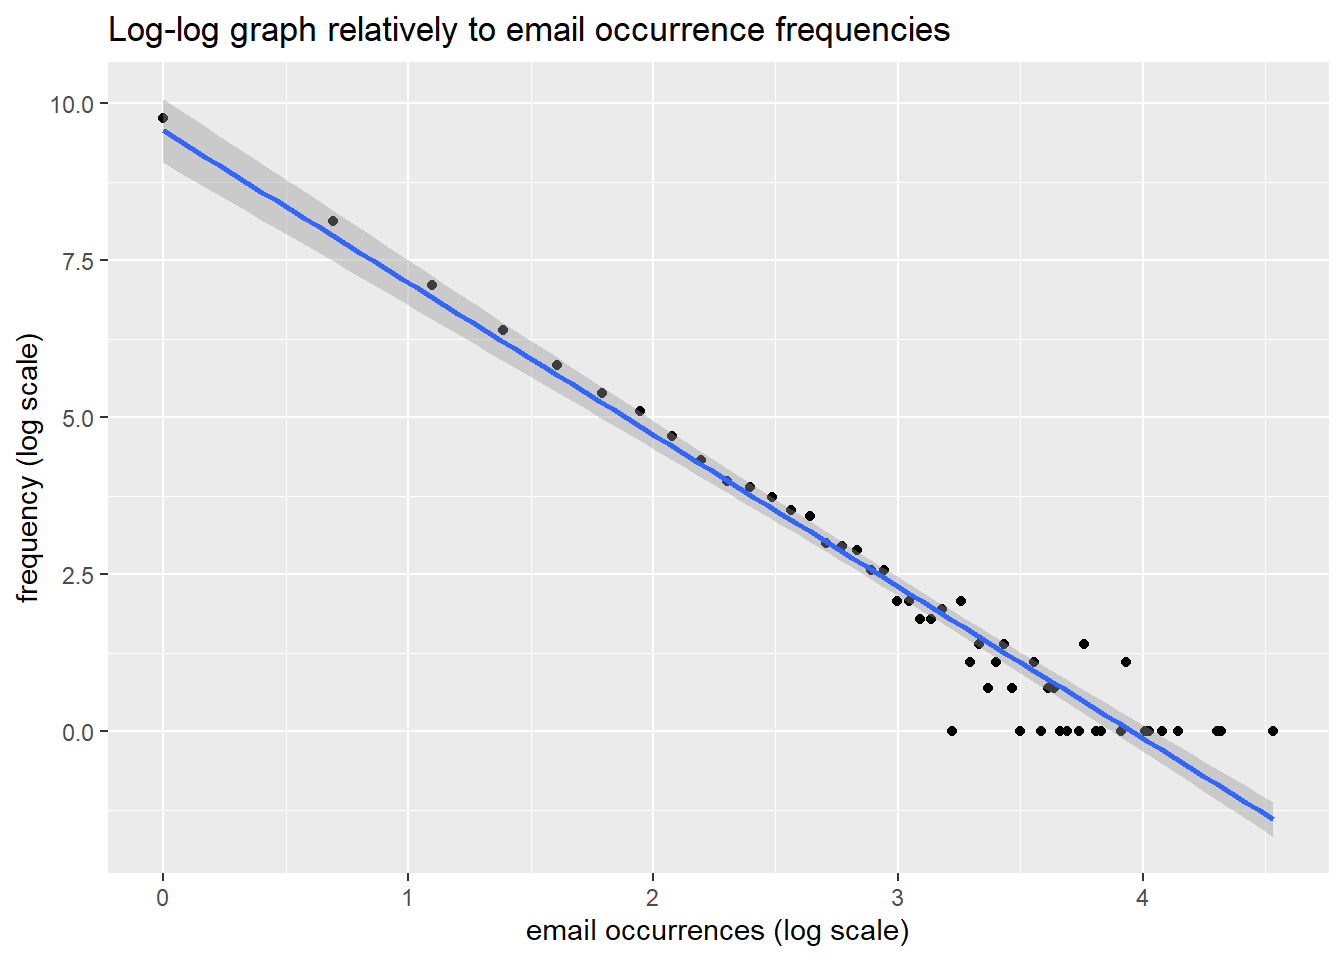 Log-log graph relatively to email occurrence frequencies
10.0
7.5
5.0
2.5
0.0
frequency (log scale)
0 1 2 3 4
email occurrences (log scale)